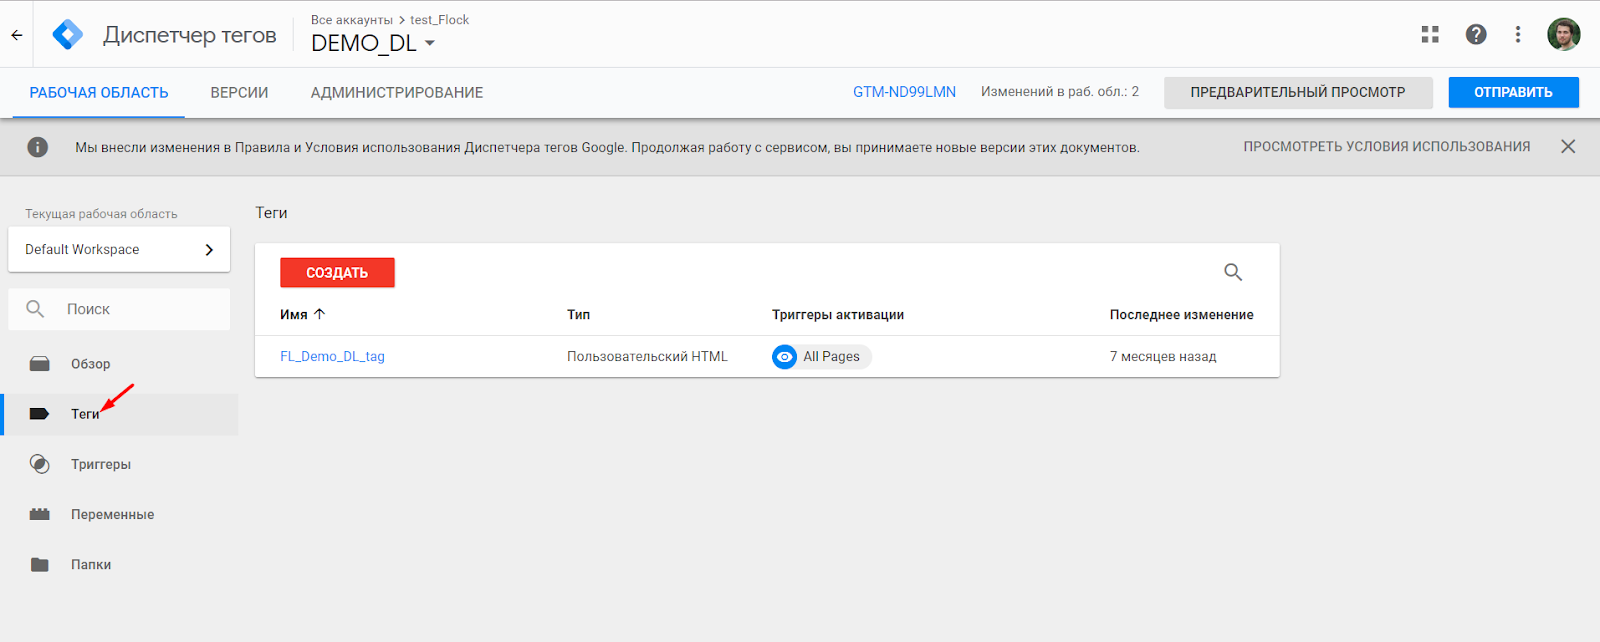 Диспетчер тегов
Все аккаунты > test_Flock
DEMO_DL
РАБОЧАЯ ОБЛАСТЬ
ВЕРСИИ
АДМИНИСТРИРОВАНИЕ
GTM-ND99LMN
Изменений в раб. обл.: 2
ПРЕДВАРИТЕЛЬНЫЙ ПРОСМОТР
ОТПРАВИТЬ
Мы внесли изменения в Правила и Условия использования Диспетчера тегов Google. Продолжая работу с сервисом, вы принимаете новые версии этих документов.
ПРОСМОТРЕТЬ УСЛОВИЯ ИСПОЛЬЗОВАНИЯ
Текущая рабочая область
Default Workspace
Поиск
Обзор
Теги
Триггеры
Переменные
Папки
Теги
СОЗДАТЬ
Имя Тип Триггеры активации Последнее изменение
FL_Demo_DL_tag Пользовательский HTML All Pages 7 месяцев назад